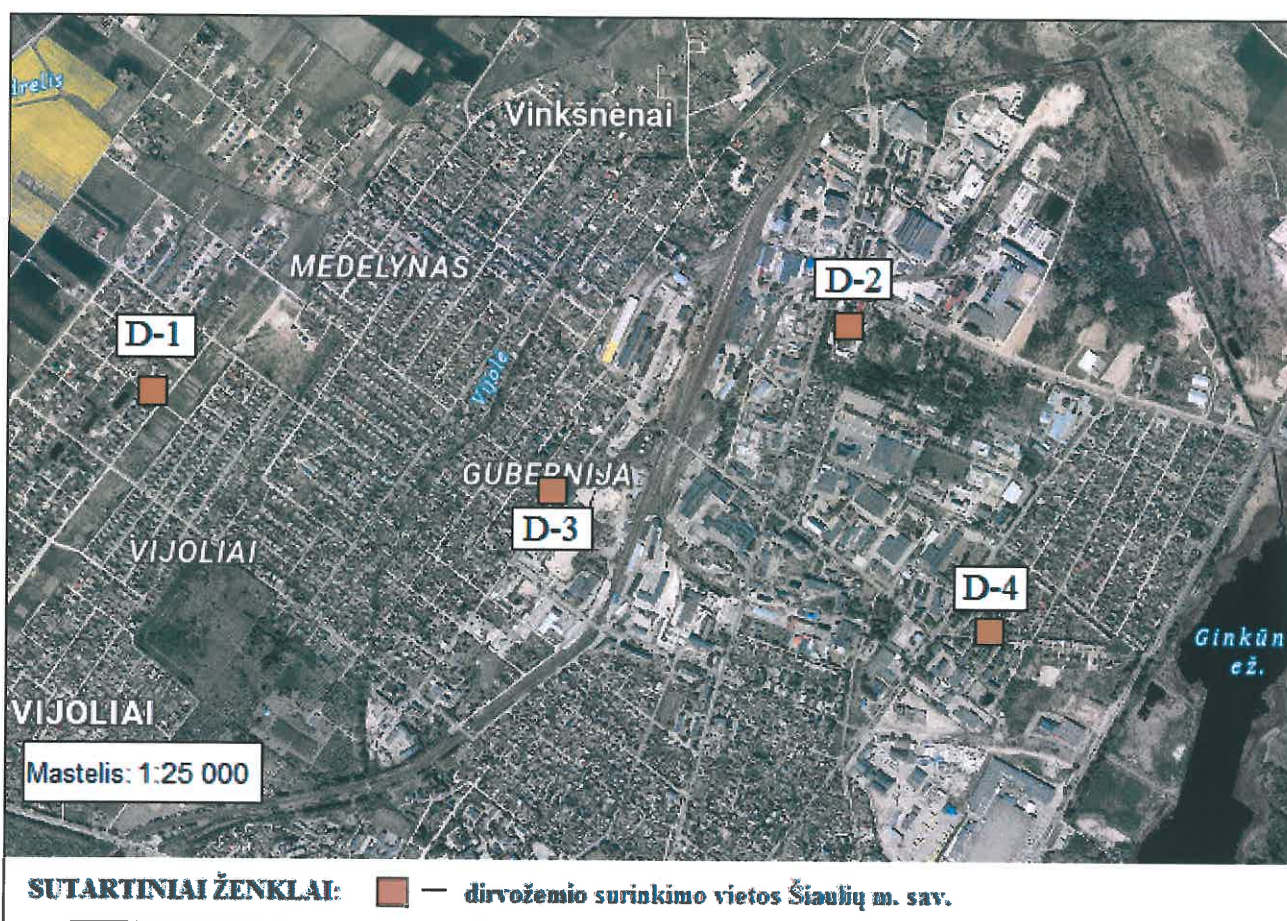 drelis
Vinkšnėnai
MEDELYNAS
D-2
D-1
Vijolė
GUBERNIJA
D-3
VIJOLIAI
D-4
Ginkūn
ež.
VIJOLIAI
Mastelis: 1:25 000
SUTARTINIAI ŽENKLAI: — dirvožemio surinkimo vietos Šiaulių m. sav.